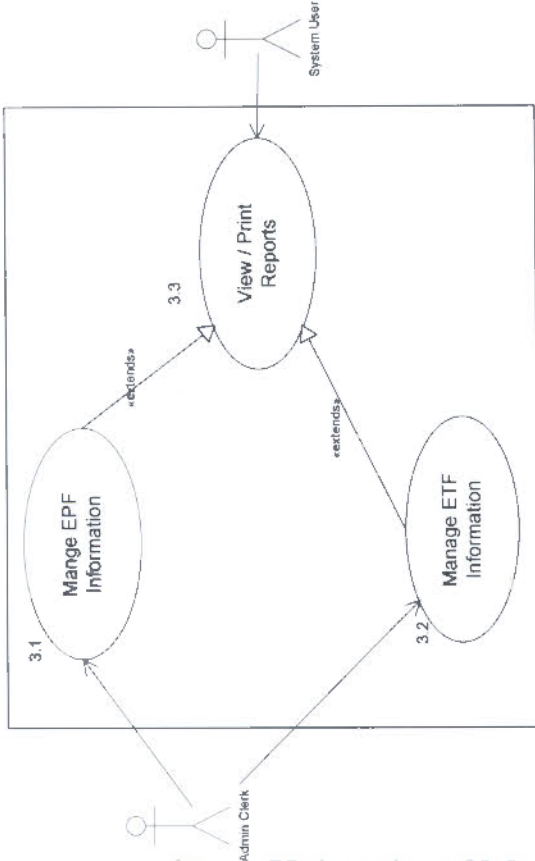 Admin Clerk
3.1
Mange EPF
Information
3.2
Manage ETF
Information
«extends»
«extends»
3.3
View / Print
Reports
System User